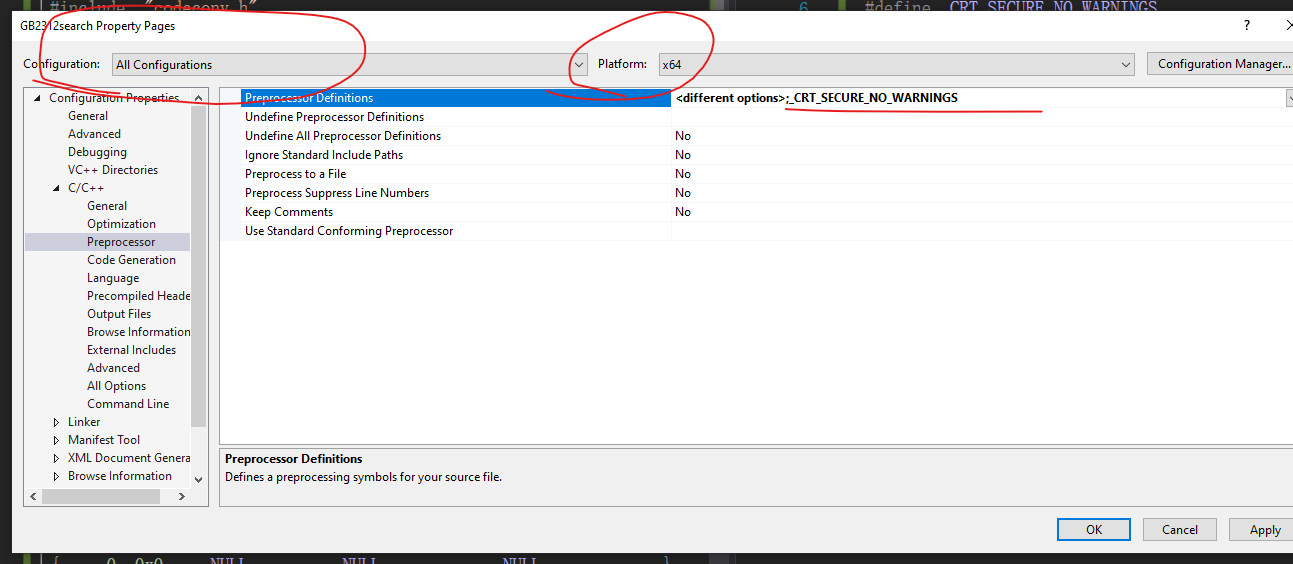 #include "codeconv.h"
6 #define _CRT_SECURE_NO_WARNINGS
GB2312search Property Pages
? ×
Configuration: All Configurations Platform: x64 Configuration Manager...
Configuration Properties
General
Advanced
Debugging
VC++ Directories
C/C++
General
Optimization
Preprocessor
Code Generation
Language
Precompiled Heade
Output Files
Browse Information
External Includes
Advanced
All Options
Command Line
Linker
Manifest Tool
XML Document Genera
Browse Information
Preprocessor Definitions <different options>;_CRT_SECURE_NO_WARNINGS
Undefine Preprocessor Definitions
Undefine All Preprocessor Definitions No
Ignore Standard Include Paths No
Preprocess to a File No
Preprocess Suppress Line Numbers No
Keep Comments No
Use Standard Conforming Preprocessor
Preprocessor Definitions
Defines a preprocessing symbols for your source file.
OK Cancel Apply
{ 0, 0x0, NULL, NULL, NULL }